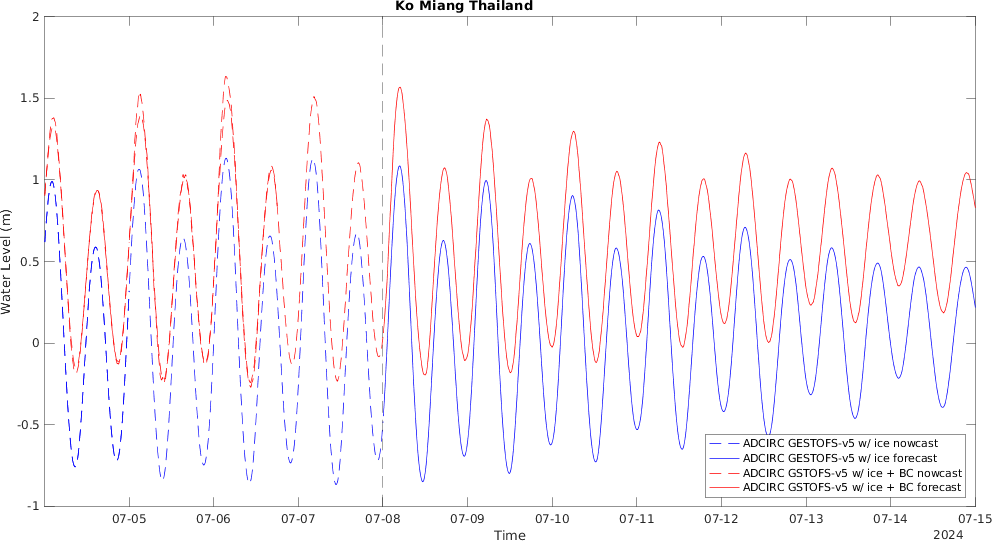 Ko Miang Thailand
2
1.5
1
0.5
0
-0.5
-1
Water Level (m)
07-05 07-06 07-07 07-08 07-09 07-10 07-11 07-12 07-13 07-14 07-15
Time
2024
ADCIRC GESTOFS-v5 w/ ice nowcast
ADCIRC GESTOFS-v5 w/ ice forecast
ADCIRC GSTOFS-v5 w/ ice + BC nowcast
ADCIRC GSTOFS-v5 w/ ice + BC forecast